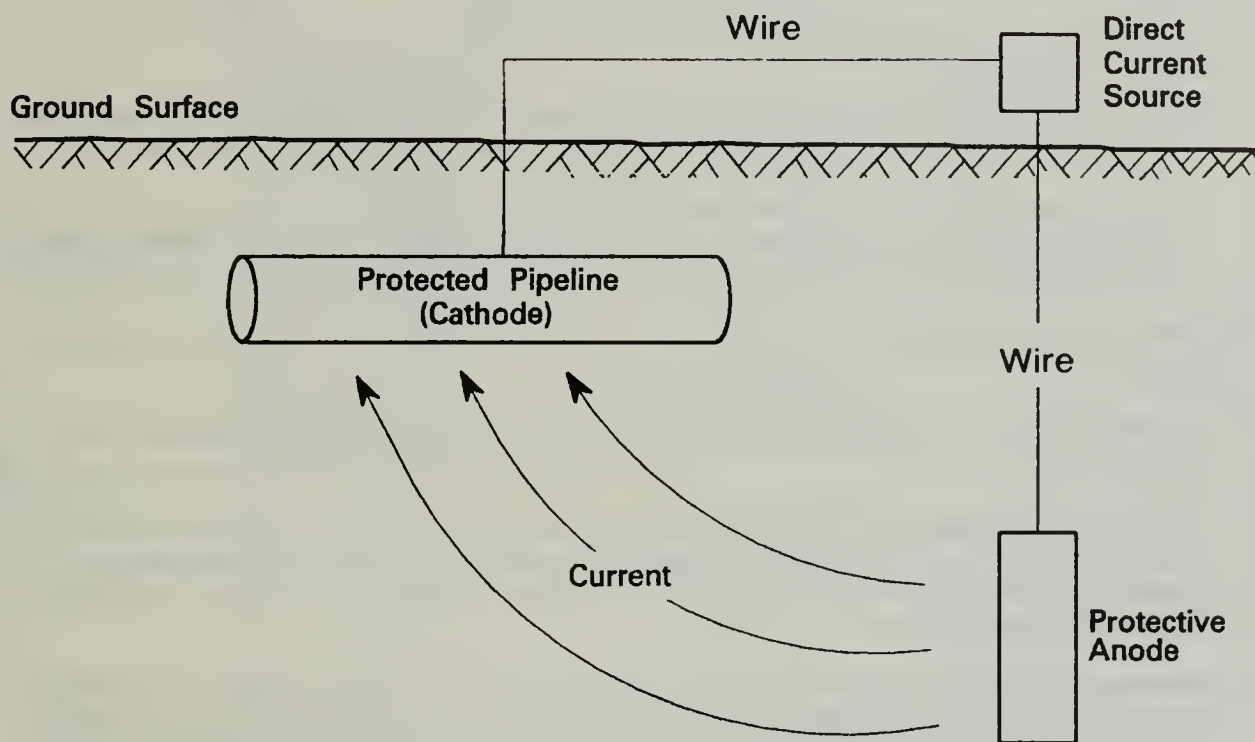 Wire
Direct
Current
Source
Ground Surface
Protected Pipeline
(Cathode)
Wire
Current
Protective
Anode